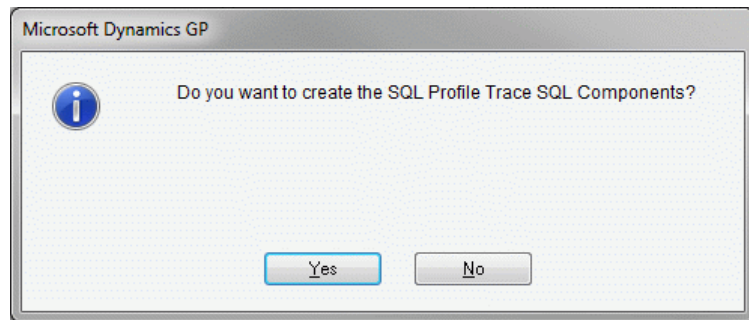 Microsoft Dynamics GP
Do you want to create the SQL Profile Trace SQL Components?
Yes
No